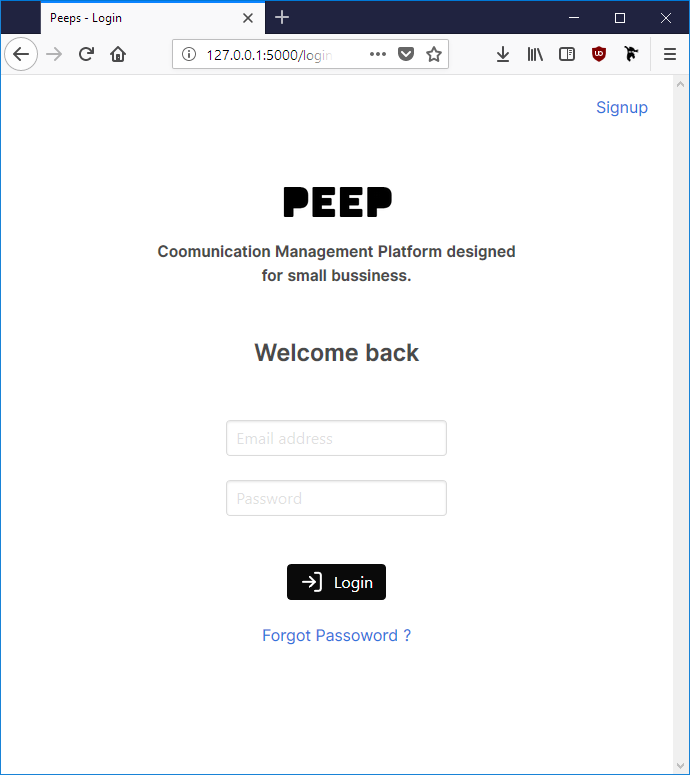 Peeps - Login
127.0.0.1:5000/login
Signup
PEEP
Coomunication Management Platform designed
for small bussiness.
Welcome back
Email address
Password
Login
Forgot Passoword ?